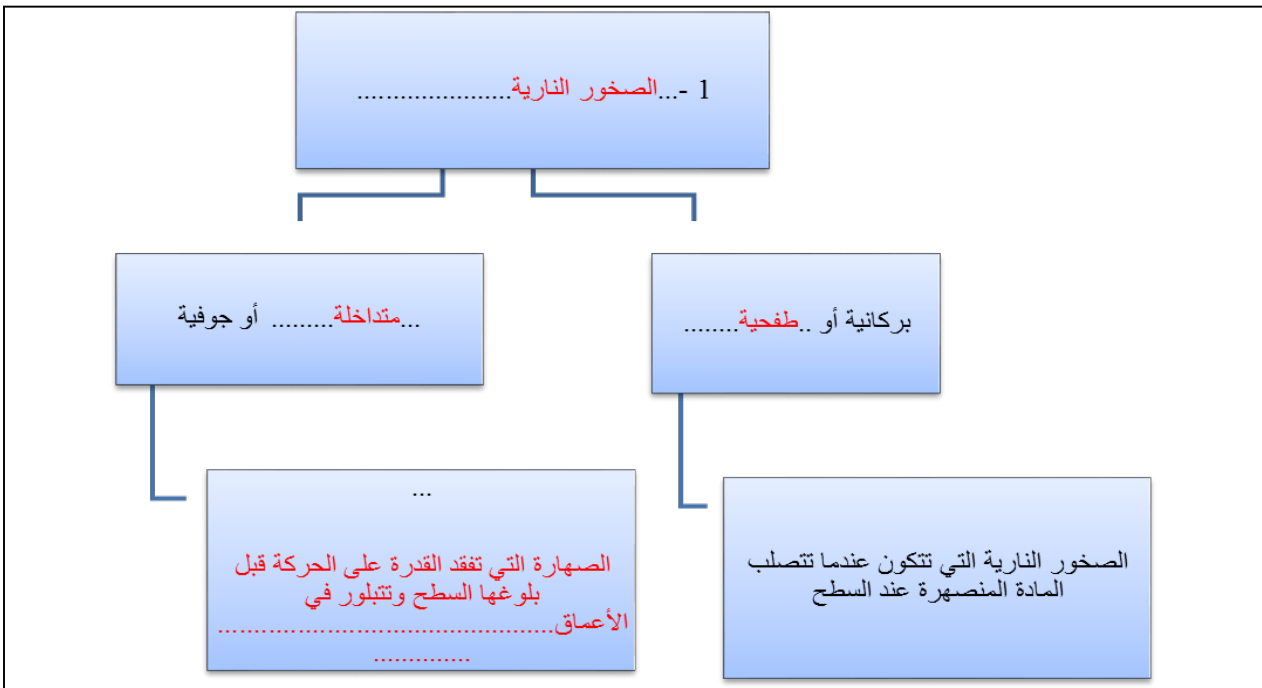 1 -...الصخور النارية.....................
بركانية أو ..طفحية........
...متداخلة......... أو جوفية
الصخور النارية التي تتكون عندما تتصلب
المادة المنصهرة عند السطح
...
الصهارة التي تفقد القدرة على الحركة قبل
بلوغها السطح وتتبلور في
الأعماق..............................................
.............